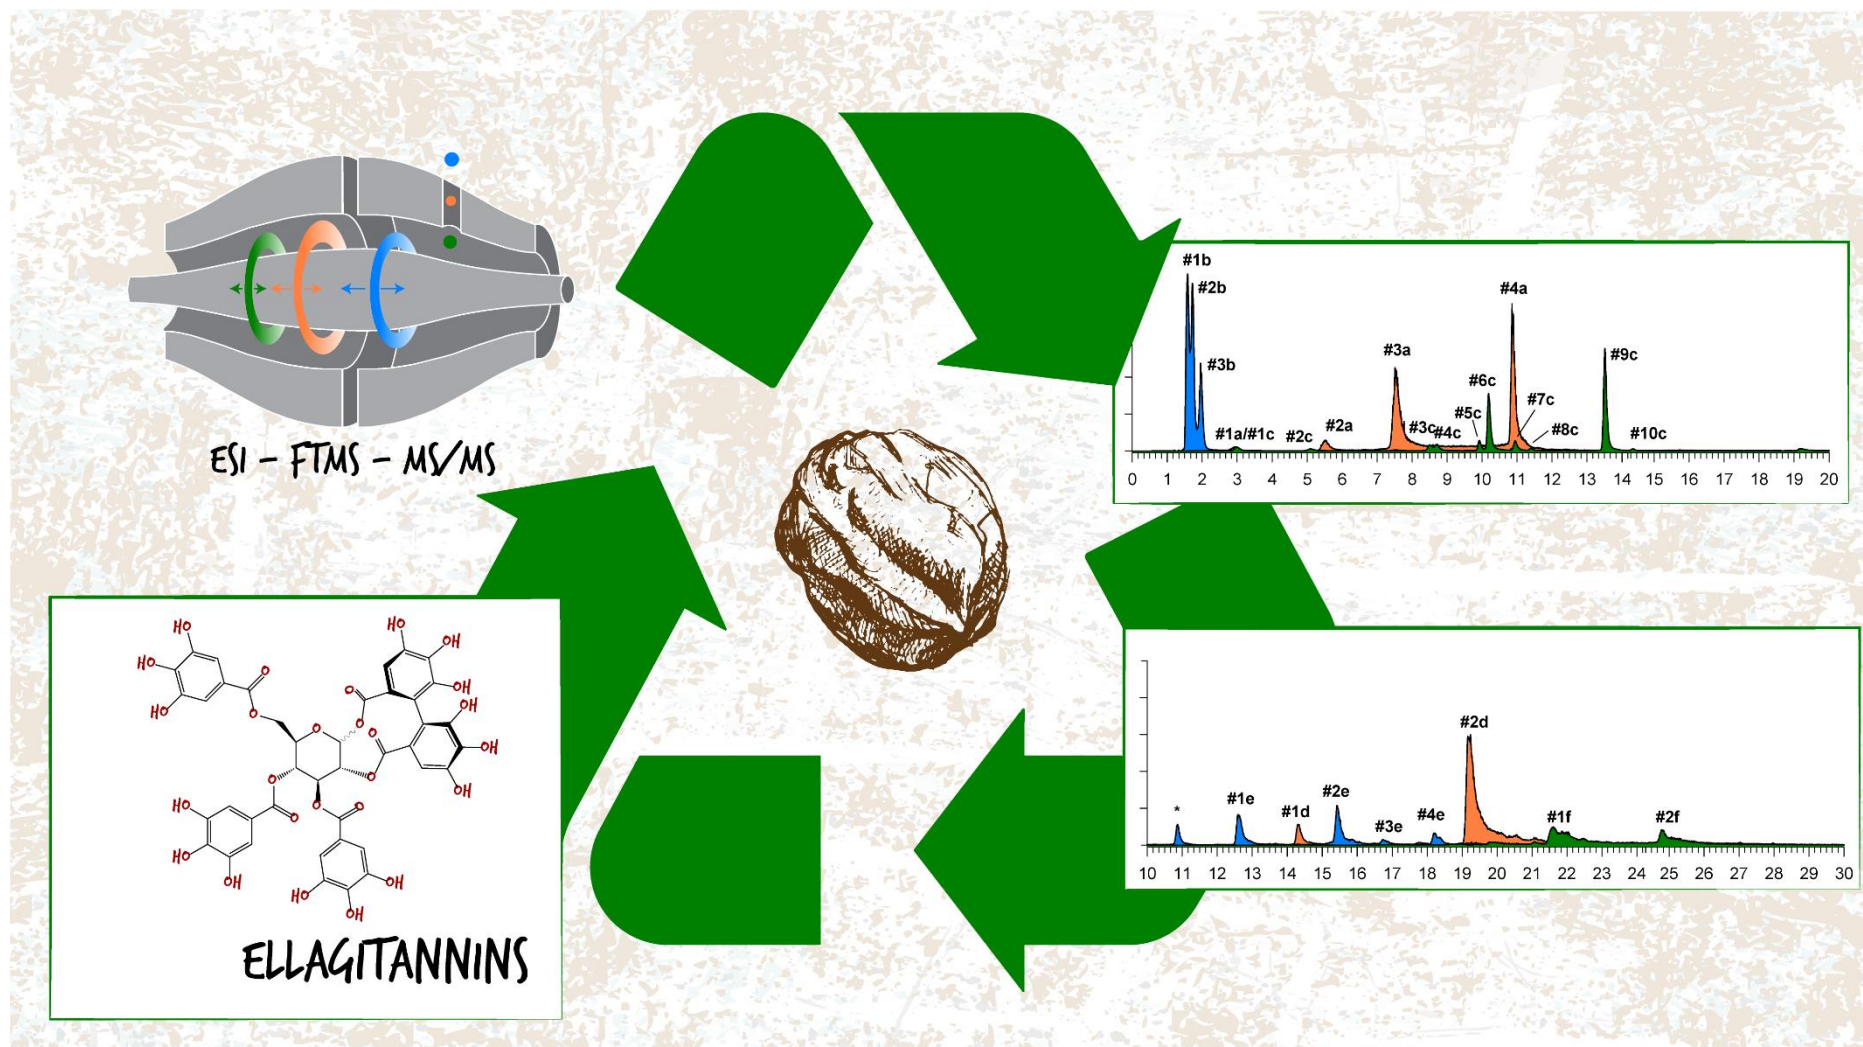 ESI – FTMS – MS/MS
#1b
#2b
#3b
#1a/#1c
#2c
#2a
#3a
#3c
#4c
#5c
#6c
#4a
#7c
#8c
#9c
#10c
0 1 2 3 4 5 6 7 8 9 10 11 12 13 14 15 16 17 18 19 20
*
#1e
#1d
#2e
#3e
#4e
#2d
#1f
#2f
10 11 12 13 14 15 16 17 18 19 20 21 22 23 24 25 26 27 28 29 30
HO
HO
HO
O
O
HO
OH
OH
OH
OH
OH
O
O
O
O
O
O
O
O
O
HO
HO
HO
OH
HO
OH
OH
ELLAGITANNINS